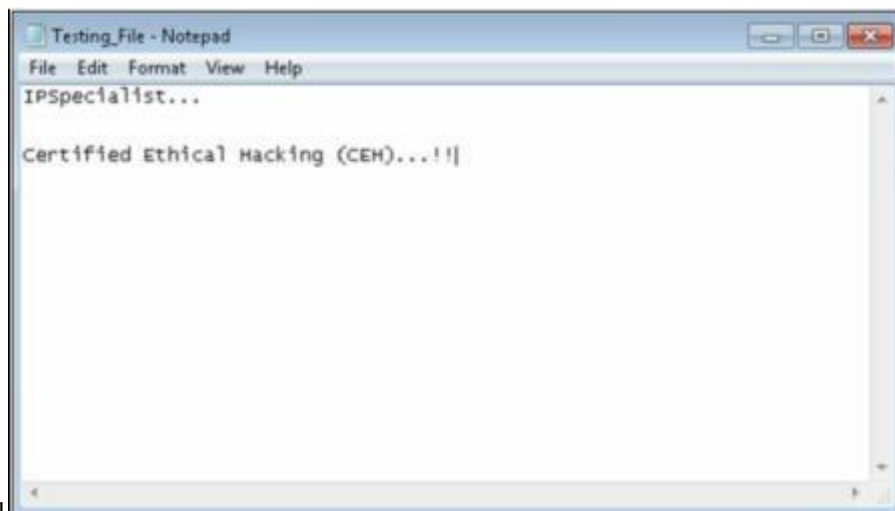 Testing_File - Notepad
File Edit Format View Help
IPSpecialist...
Certified Ethical Hacking (CEH)...!!